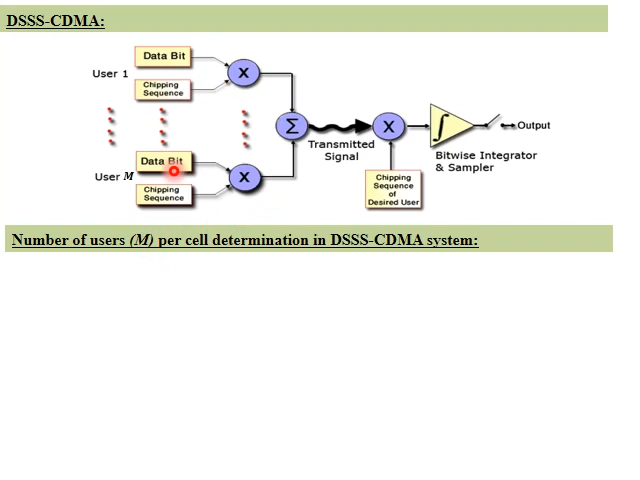 DSSS-CDMA:
Data Bit
User 1
X
Chipping
Sequence
Σ
X
∫
Output
Transmitted
Signal
Bitwise Integrator
& Sampler
Data Bit
User M
X
Chipping
Sequence
Chipping
Sequence
of
Desired User
Number of users (M) per cell determination in DSSS-CDMA system: